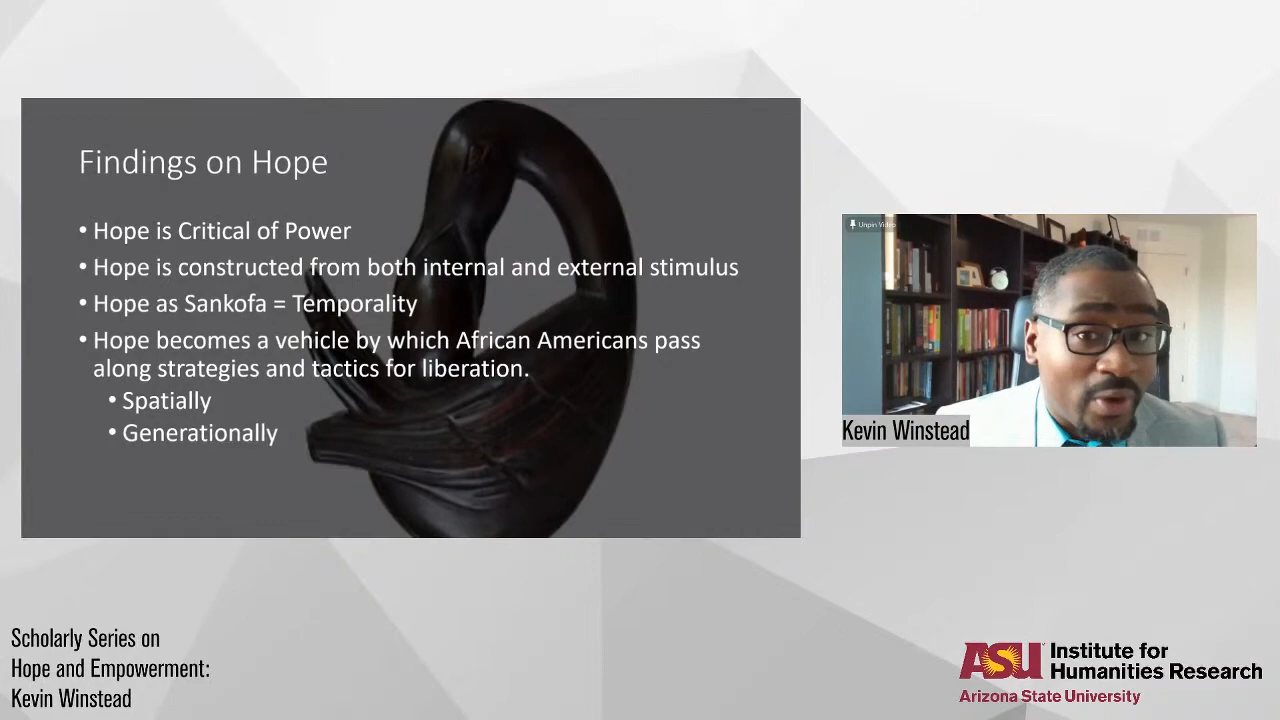 Findings on Hope
• Hope is Critical of Power
• Hope is constructed from both internal and external stimulus
• Hope as Sankofa = Temporality
• Hope becomes a vehicle by which African Americans pass
along strategies and tactics for liberation.
• Spatially
• Generationally
Unpin Video
Kevin Winstead
Scholarly Series on
Hope and Empowerment:
Kevin Winstead
ASU Institute for
Humanities Research
Arizona State University